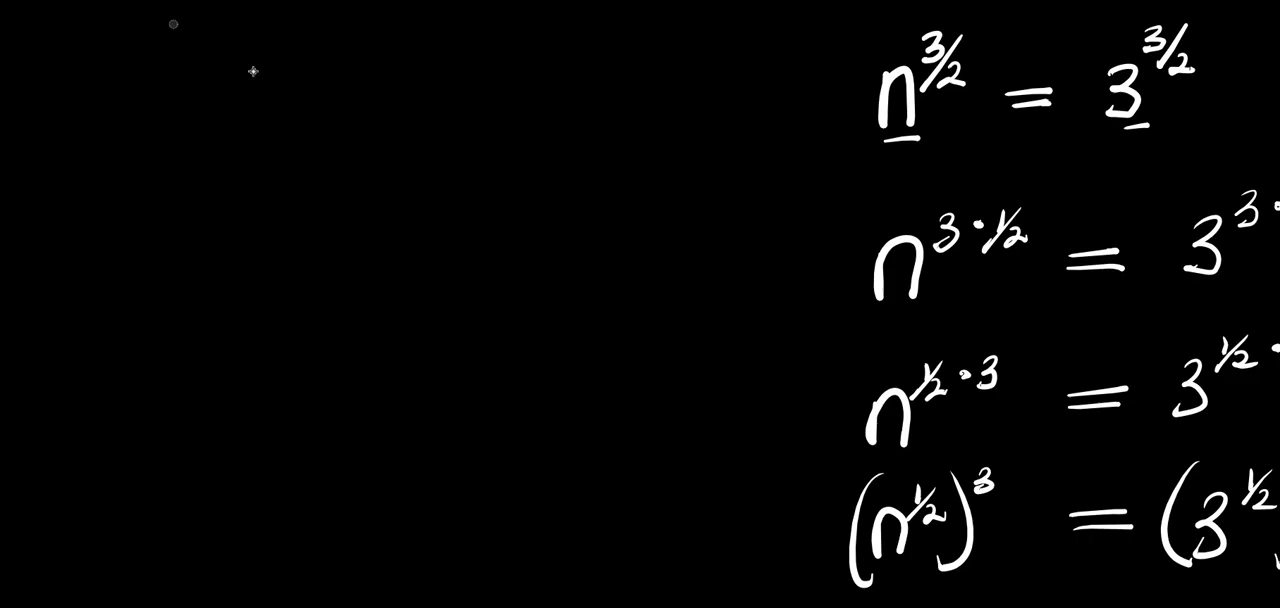 n^{3/2} = 3^{3/2}
n^{3 · 1/2} = 3^{3 ·
n^{1/2 · 3} = 3^{1/2 ·
(n^{1/2})^3 = (3^{1/2}